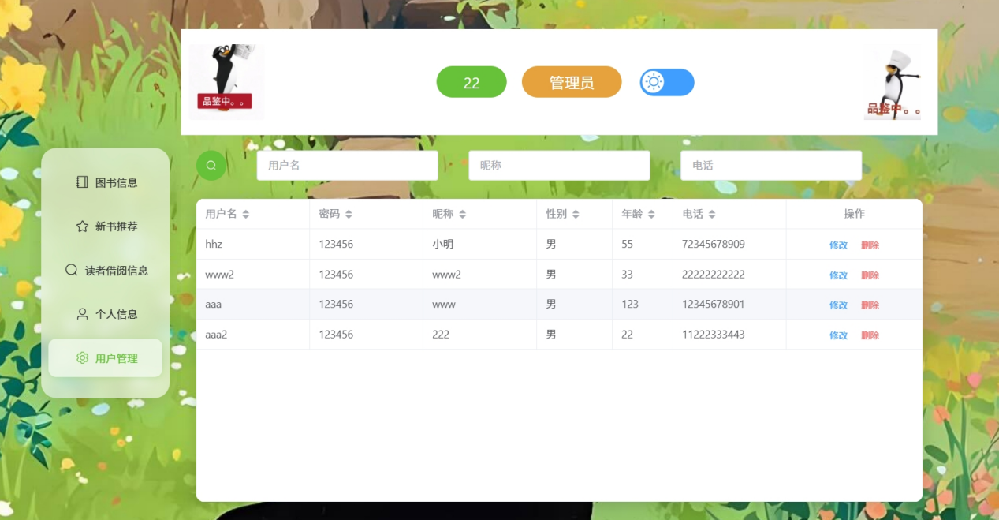 22 管理员
品鉴中。。
品鉴中。。
用户名 昵称 电话
图书信息
新书推荐
读者借阅信息
个人信息
用户管理
用户名 密码 昵称 性别 年龄 电话 操作
hhz 123456 小明 男 55 72345678909 修改 删除
www2 123456 www2 男 33 22222222222 修改 删除
aaa 123456 www 男 123 12345678901 修改 删除
aaa2 123456 222 男 22 11222333443 修改 删除